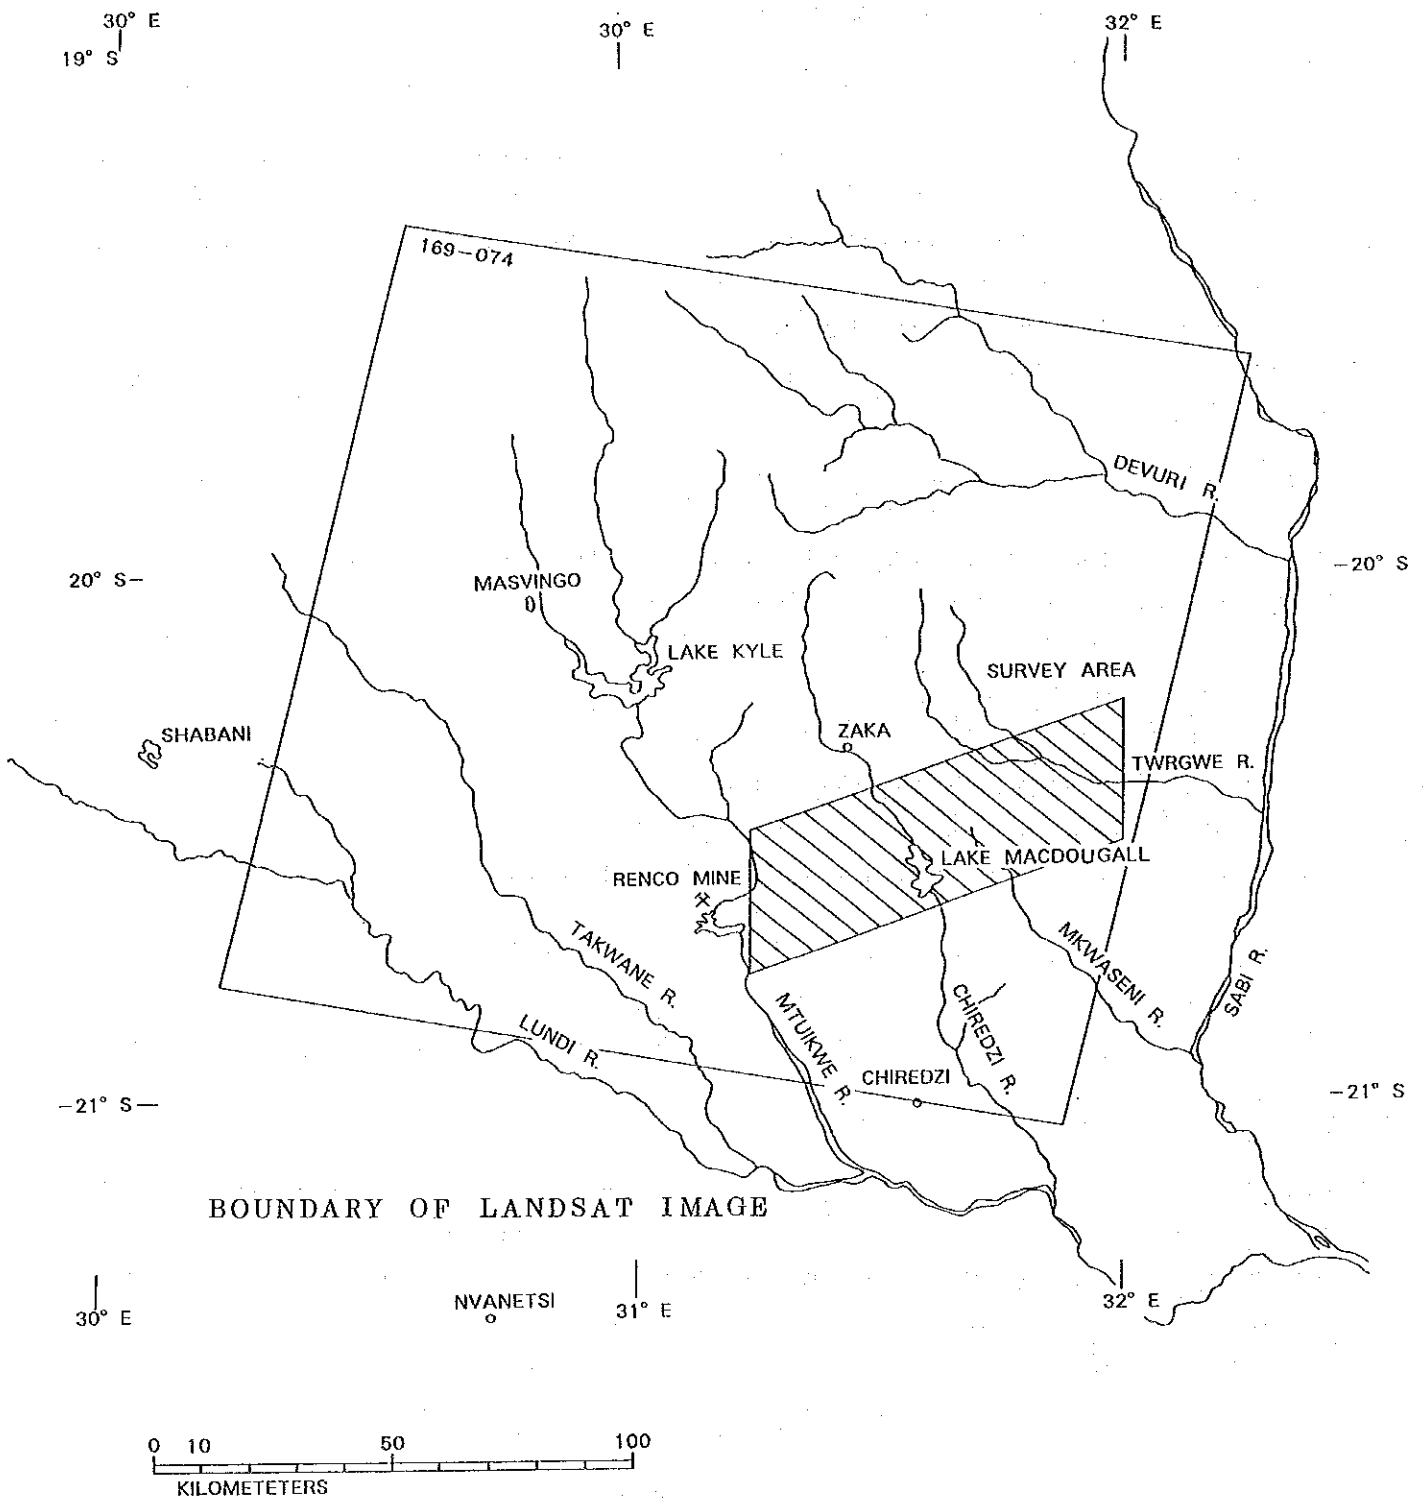 30° E
30° E
32° E
19° S
169-074
DEVURI R.
20° S-
-20° S
MASVINGO
LAKE KYLE
SURVEY AREA
SHABANI
ZAKA
TWRGWE R.
LAKE MACDOUGALL
RENCO MINE
TAKWANE R.
MKWASENI R.
SABI R.
LUNDI R.
MTUIKWE R.
CHIREDZI R.
CHIREDZI
-21° S-
-21° S
BOUNDARY OF LANDSAT IMAGE
30° E
NVANETSI
31° E
32° E
0 10 50 100
KILOMETETERS